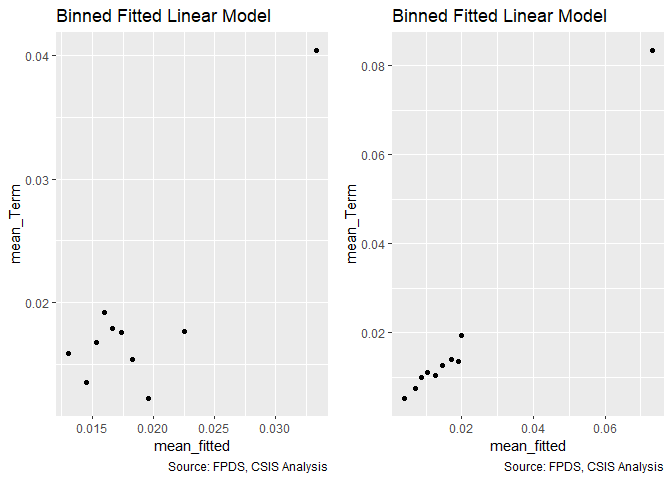 Binned Fitted Linear Model
mean_Term
0.04
0.03
0.02
0.015
0.020
0.025
0.030
mean_fitted
Source: FPDS, CSIS Analysis
Binned Fitted Linear Model
mean_Term
0.08
0.06
0.04
0.02
0.02
0.04
0.06
mean_fitted
Source: FPDS, CSIS Analysis